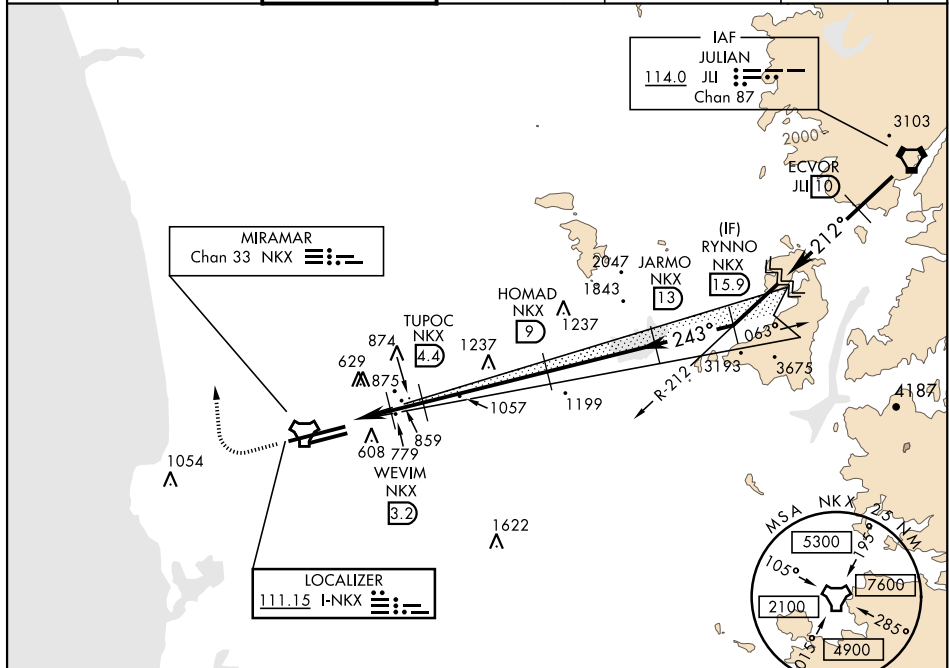 IAF
JULIAN
114.0 JLI
Chan 87
3103
2000
ECVOR
JLI 10
212°
(IF)
RYNNO
NKX
15.9
MIRAMAR
Chan 33 NKX
2047
1843
JARMO
NKX
13
HOMAD
NKX
9
1237
TUPOC
NKX
4.4
874
1237
243°
063°
629
875
R-212
3193
3675
4187
1057
1199
859
608
779
1054
WEVIM
NKX
3.2
1622
LOCALIZER
111.15 I-NKX
MSA NKX 25 NM
5300
195°
105°
7600
2100
285°
015°
4900